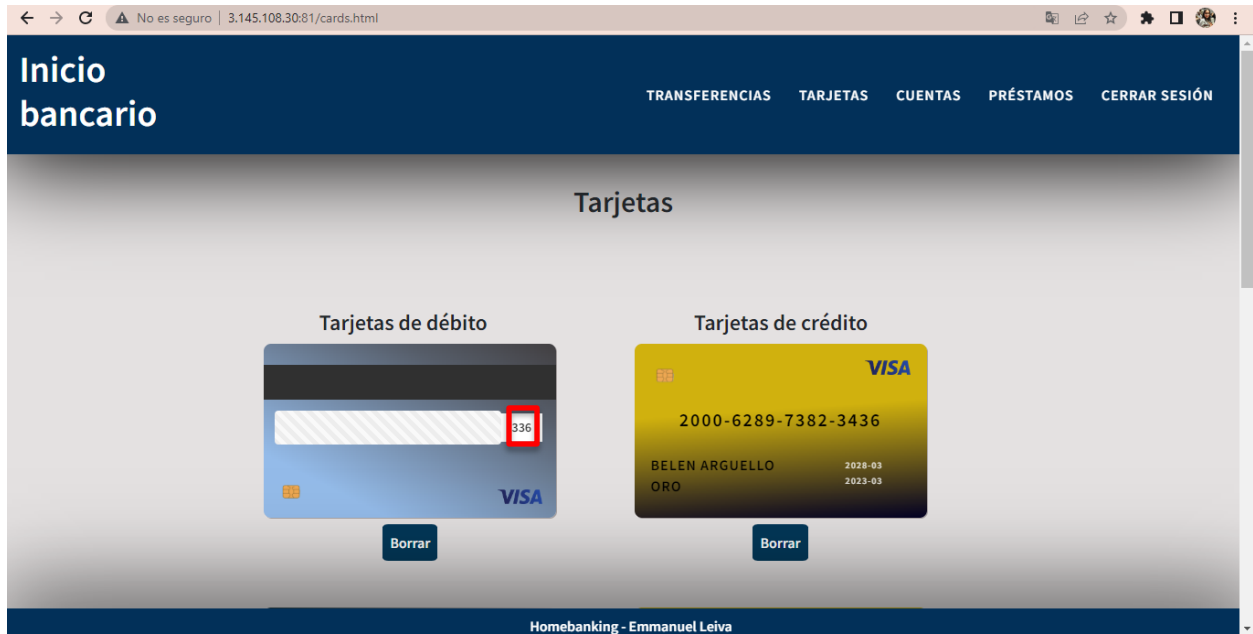 No es seguro | 3.145.108.30:81/cards.html
Inicio
bancario
TRANSFERENCIAS TARJETAS CUENTAS PRÉSTAMOS CERRAR SESIÓN
Tarjetas
Tarjetas de débito
336
VISA
Borrar
Tarjetas de crédito
VISA
2000-6289-7382-3436
BELEN ARGUELLO
ORO
2028-03
2023-03
Borrar
Homebanking - Emmanuel Leiva